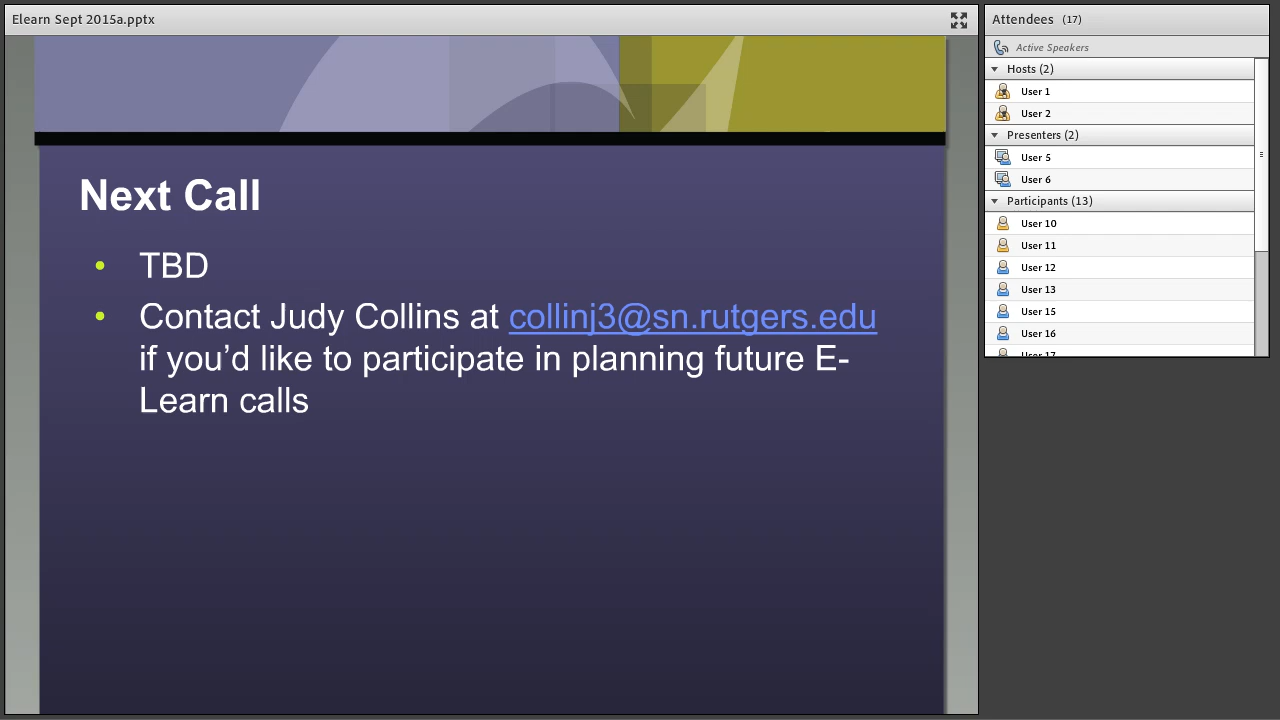 Elearn Sept 2015a.pptx
Next Call
• TBD
• Contact Judy Collins at collinj3@sn.rutgers.edu
if you’d like to participate in planning future E-
Learn calls
Attendees (17)
Active Speakers
Hosts (2)
User 1
User 2
Presenters (2)
User 5
User 6
Participants (13)
User 10
User 11
User 12
User 13
User 15
User 16
User 17